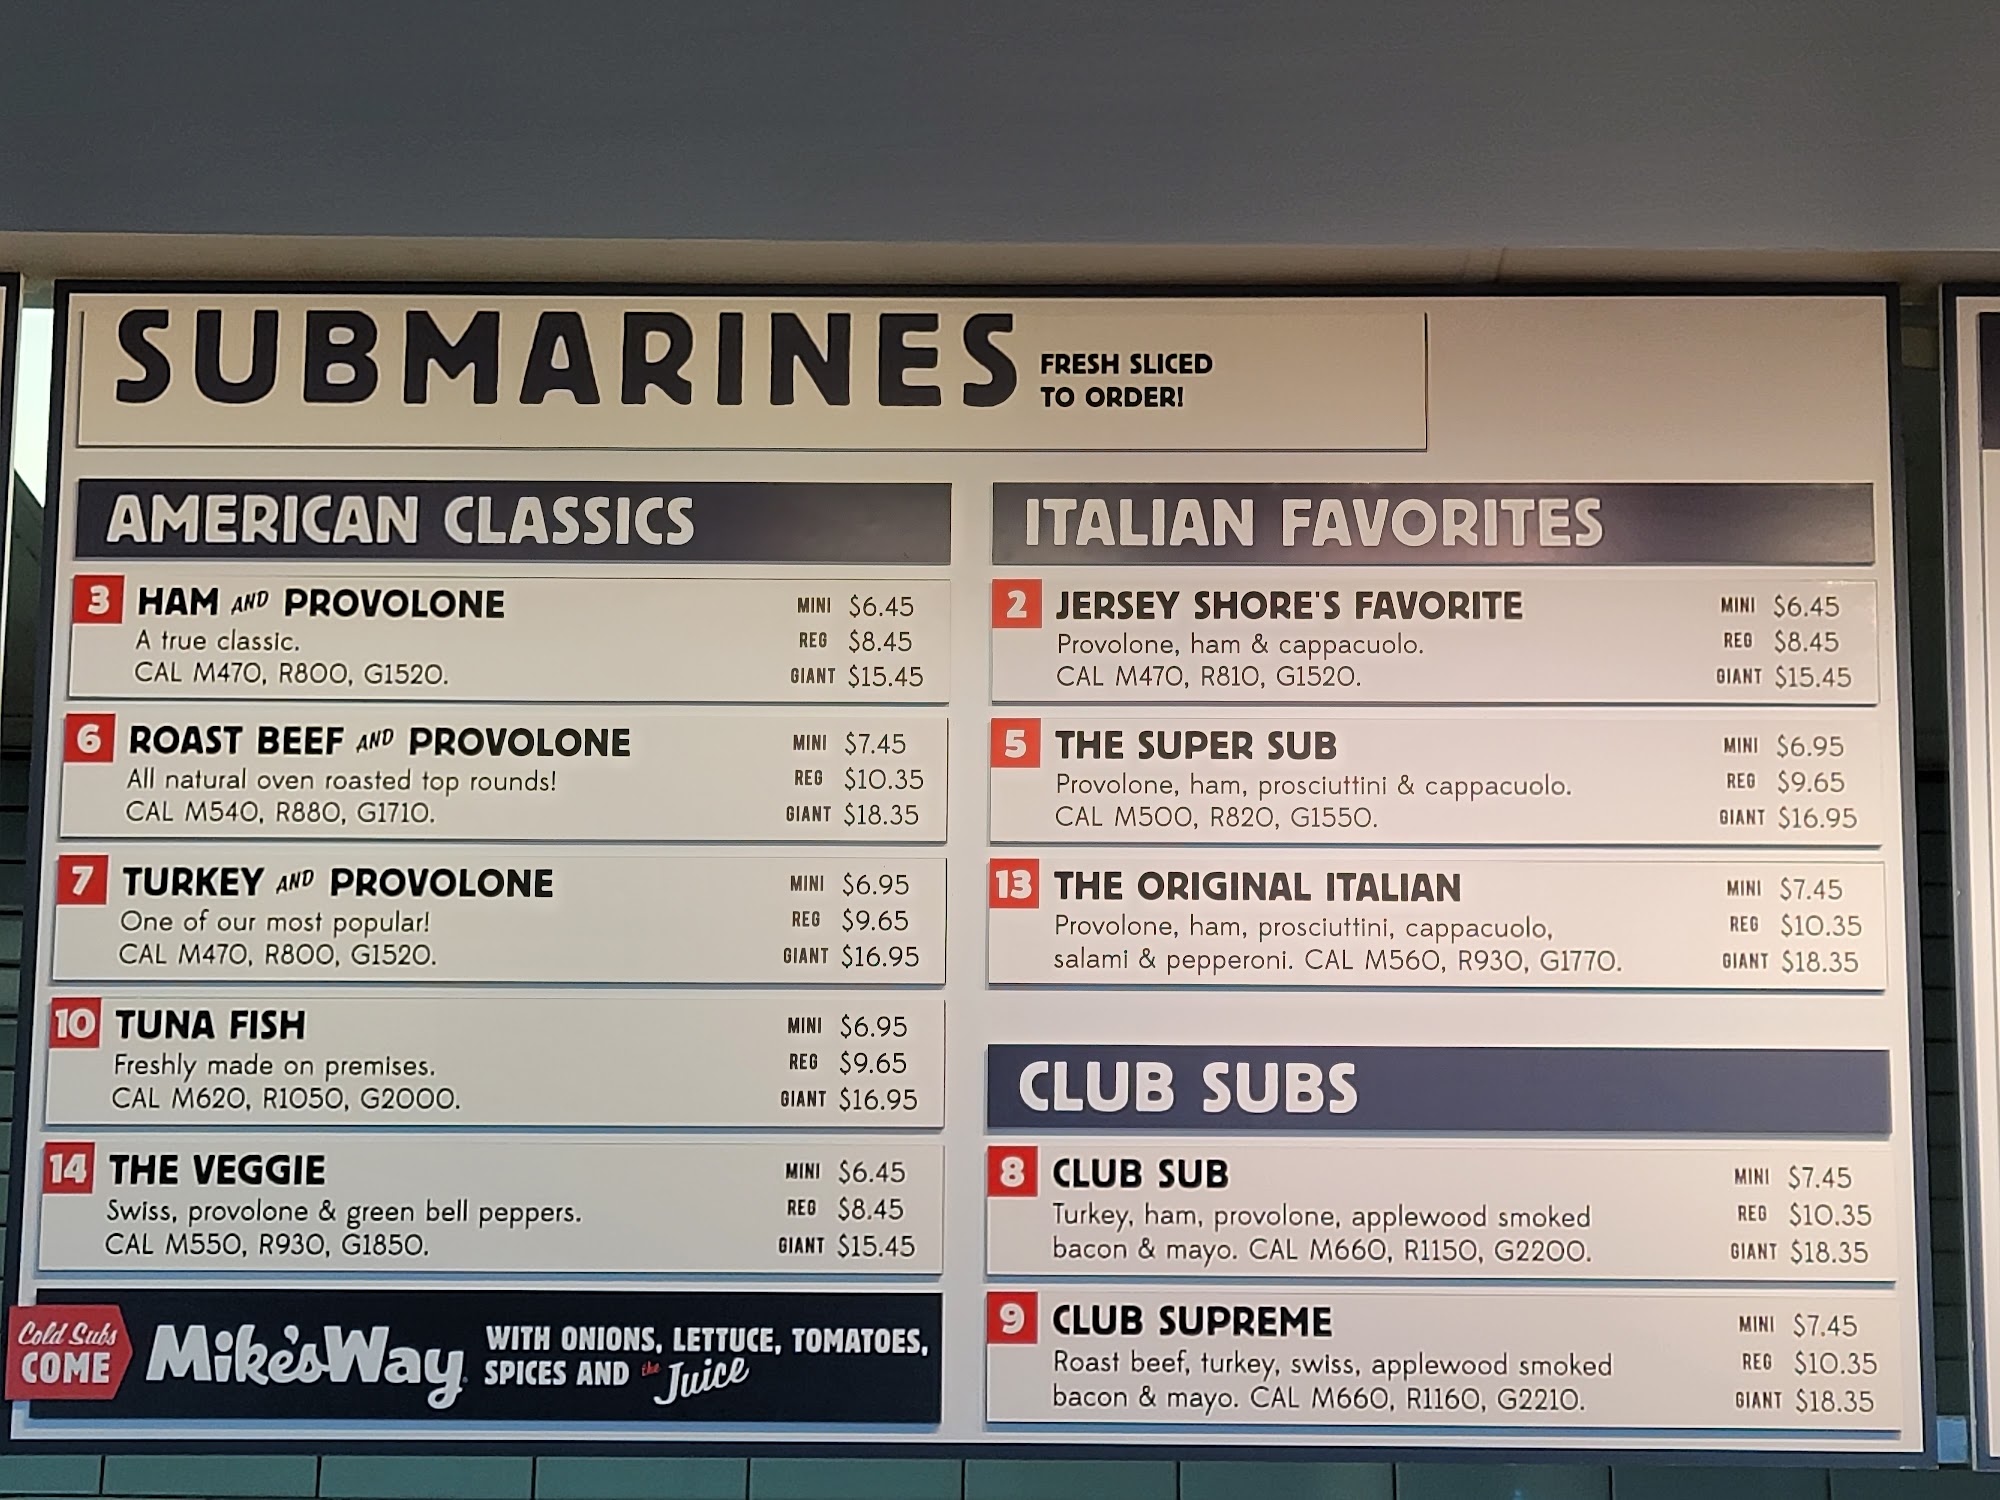 SUBMARINES
FRESH SLICED
TO ORDER!
AMERICAN CLASSICS
3 HAM AND PROVOLONE
A true classic.
CAL M470, R800, G1520.
MINI $6.45
REG $8.45
GIANT $15.45
6 ROAST BEEF AND PROVOLONE
All natural oven roasted top rounds!
CAL M540, R880, G1710.
MINI $7.45
REG $10.35
GIANT $18.35
7 TURKEY AND PROVOLONE
One of our most popular!
CAL M470, R800, G1520.
MINI $6.95
REG $9.65
GIANT $16.95
10 TUNA FISH
Freshly made on premises.
CAL M620, R1050, G2000.
MINI $6.95
REG $9.65
GIANT $16.95
14 THE VEGGIE
Swiss, provolone & green bell peppers.
CAL M550, R930, G1850.
MINI $6.45
REG $8.45
GIANT $15.45
Cold Subs
COME
Mike's Way
WITH ONIONS, LETTUCE, TOMATOES,
SPICES AND the Juice
ITALIAN FAVORITES
2 JERSEY SHORE'S FAVORITE
Provolone, ham & cappacuolo.
CAL M470, R810, G1520.
MINI $6.45
REG $8.45
GIANT $15.45
5 THE SUPER SUB
Provolone, ham, prosciuttini & cappacuolo.
CAL M500, R820, G1550.
MINI $6.95
REG $9.65
GIANT $16.95
13 THE ORIGINAL ITALIAN
Provolone, ham, prosciuttini, cappacuolo,
salami & pepperoni. CAL M560, R930, G1770.
MINI $7.45
REG $10.35
GIANT $18.35
CLUB SUBS
8 CLUB SUB
Turkey, ham, provolone, applewood smoked
bacon & mayo. CAL M660, R1150, G2200.
MINI $7.45
REG $10.35
GIANT $18.35
9 CLUB SUPREME
Roast beef, turkey, swiss, applewood smoked
bacon & mayo. CAL M660, R1160, G2210.
MINI $7.45
REG $10.35
GIANT $18.35